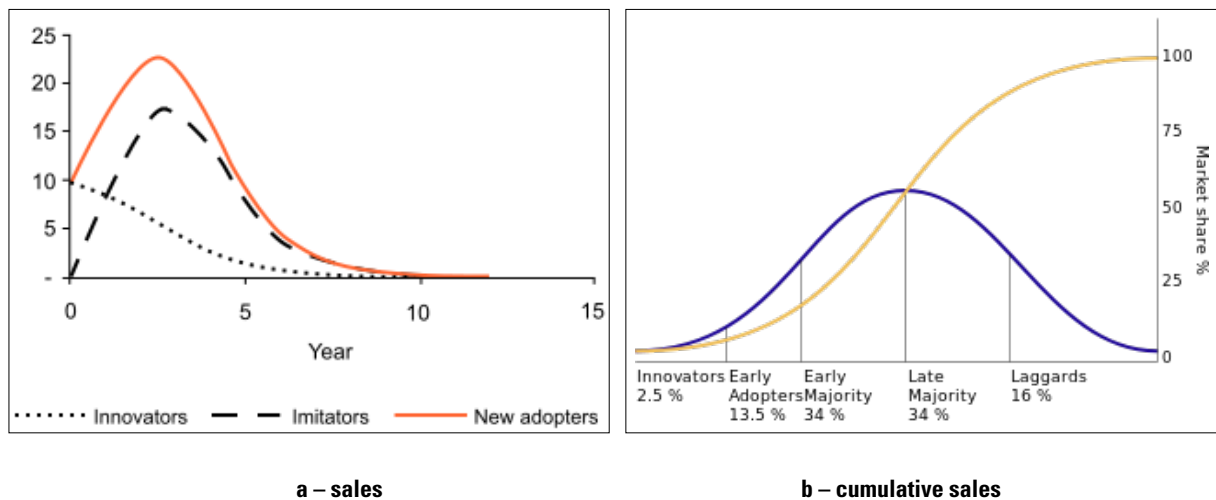 25
20
15
10
5
-
0 5 10 15
Year
Innovators Imitators New adopters
100
75
50
25
0
Market share %
Innovators
2.5 %
Early
Adopters
13.5 %
Early
Majority
34 %
Late
Majority
34 %
Laggards
16 %
a – sales
b – cumulative sales